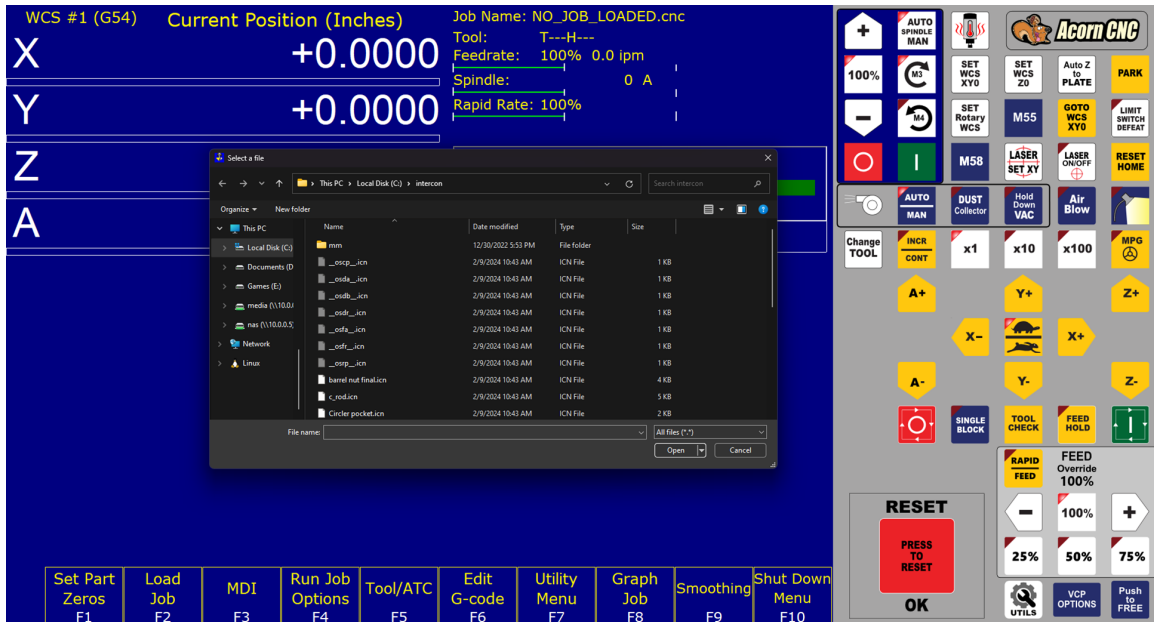 WCS #1 (G54) Current Position (Inches)
X +0.0000
Y +0.0000
Z
A
Job Name: NO_JOB_LOADED.cnc
Tool: T---H---
Feedrate: 100% 0.0 ipm
Spindle: 0 A
Rapid Rate: 100%
Select a file
This PC > Local Disk (C:) > intercon
Search intercon
Organize New folder
This PC
Local Disk (C:)
Documents (D
Games (E:)
media (\\10.0.
nas (\\10.0.0.5)
Network
Linux
Name Date modified Type Size
mm 12/30/2022 5:53 PM File folder
__oscp__.icn 2/9/2024 10:43 AM ICN File 1 KB
__osda__.icn 2/9/2024 10:43 AM ICN File 1 KB
__osdb__.icn 2/9/2024 10:43 AM ICN File 1 KB
__osdr__.icn 2/9/2024 10:43 AM ICN File 1 KB
__osfa__.icn 2/9/2024 10:43 AM ICN File 1 KB
__osfr__.icn 2/9/2024 10:43 AM ICN File 1 KB
__osrp__.icn 2/9/2024 10:43 AM ICN File 1 KB
barrel nut final.icn 2/9/2024 10:43 AM ICN File 4 KB
c_rod.icn 2/9/2024 10:43 AM ICN File 5 KB
Circler pocket.icn 2/9/2024 10:43 AM ICN File 2 KB
File name: All files (*.*)
Open Cancel
Set Part Zeros F1
Load Job F2
MDI F3
Run Job Options F4
Tool/ATC F5
Edit G-code F6
Utility Menu F7
Graph Job F8
Smoothing F9
Shut Down Menu F10
+
AUTO SPINDLE MAN
Acorn CNC
100%
M3
SET WCS XY0
SET WCS Z0
Auto Z to PLATE
PARK
-
M4
SET Rotary WCS
M55
GOTO WCS XY0
LIMIT SWITCH DEFEAT
M58
LASER SET XY
LASER ON/OFF
RESET HOME
AUTO MAN
DUST Collector
Hold Down VAC
Air Blow
Change TOOL
INCR CONT
x1
x10
x100
MPG
A+
Y+
Z+
X-
X+
A-
Y-
Z-
SINGLE BLOCK
TOOL CHECK
FEED HOLD
RAPID FEED
FEED Override 100%
-
100%
+
25%
50%
75%
RESET
PRESS TO RESET
OK
UTILS
VCP OPTIONS
Push to FREE